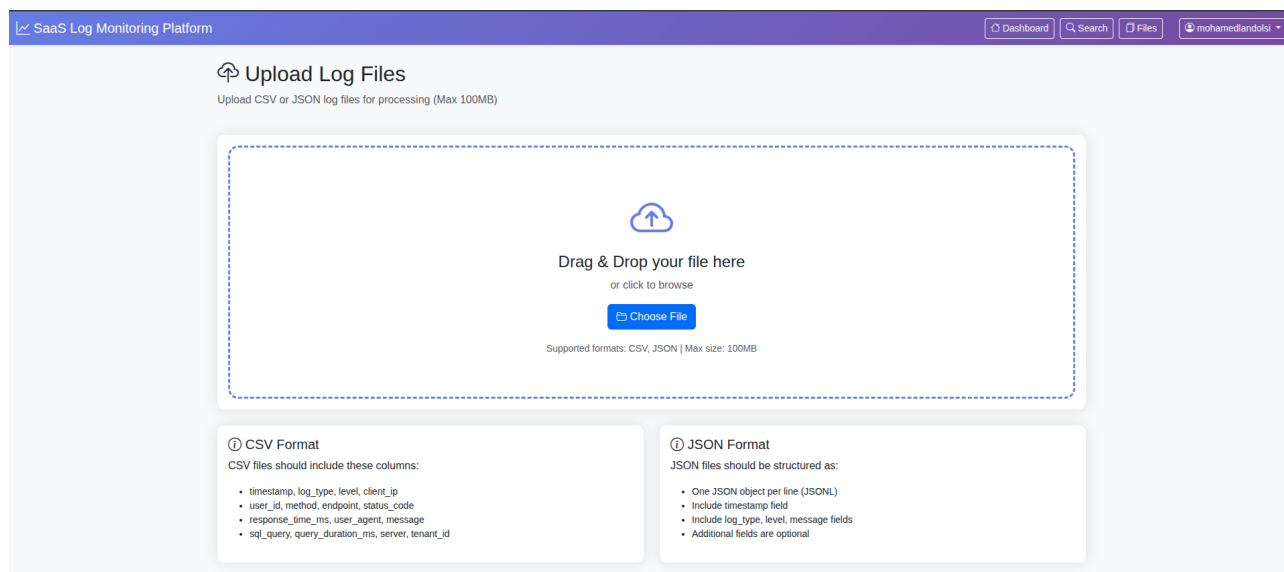 SaaS Log Monitoring Platform
Dashboard
Search
Files
mohamedlandolsi
Upload Log Files
Upload CSV or JSON log files for processing (Max 100MB)
Drag & Drop your file here
or click to browse
Choose File
Supported formats: CSV, JSON | Max size: 100MB
CSV Format
CSV files should include these columns:
• timestamp, log_type, level, client_ip
• user_id, method, endpoint, status_code
• response_time_ms, user_agent, message
• sql_query, query_duration_ms, server, tenant_id
JSON Format
JSON files should be structured as:
• One JSON object per line (JSONL)
• Include timestamp field
• Include log_type, level, message fields
• Additional fields are optional